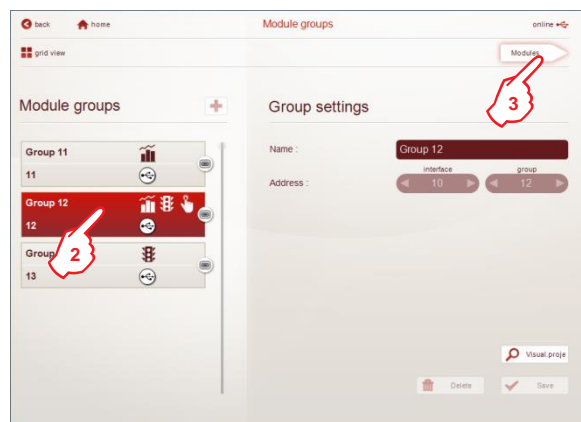 back home Module groups online
grid view Modules
Module groups Group settings
3
Group 11
11
Name : Group 12
interface group
Address : 10 12
Group 12
12
2
Group
13
Visual.proje
Delete Save